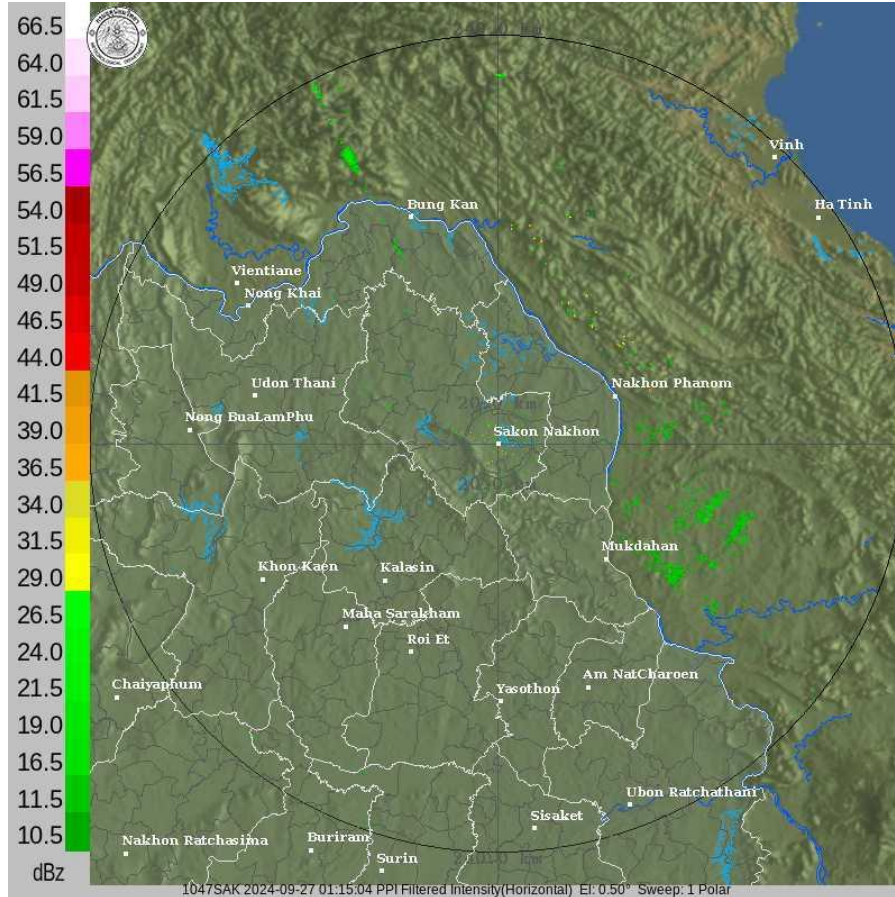 66.5
64.0
61.5
59.0
56.5
54.0
51.5
49.0
46.5
44.0
41.5
39.0
36.5
34.0
31.5
29.0
26.5
24.0
21.5
19.0
16.5
11.5
10.5
dBz
Vinh
Ha Tinh
Bung Kan
Vientiane
Nong Khai
Udon Thani
Nakhon Phanom
Nong BuaLamPhu
Sakon Nakhon
Mukdahan
Khon Kaen
Kalasin
Maha Sarakham
Roi Et
Am NatCharoen
Chaiyaphum
Yasothon
Ubon Ratchathani
Sisaket
Nakhon Ratchasima
Buriram
Surin
1047SAK 2024-09-27 01:15:04 PPI Filtered Intensity(Horizontal) El: 0.50° Sweep: 1 Polar